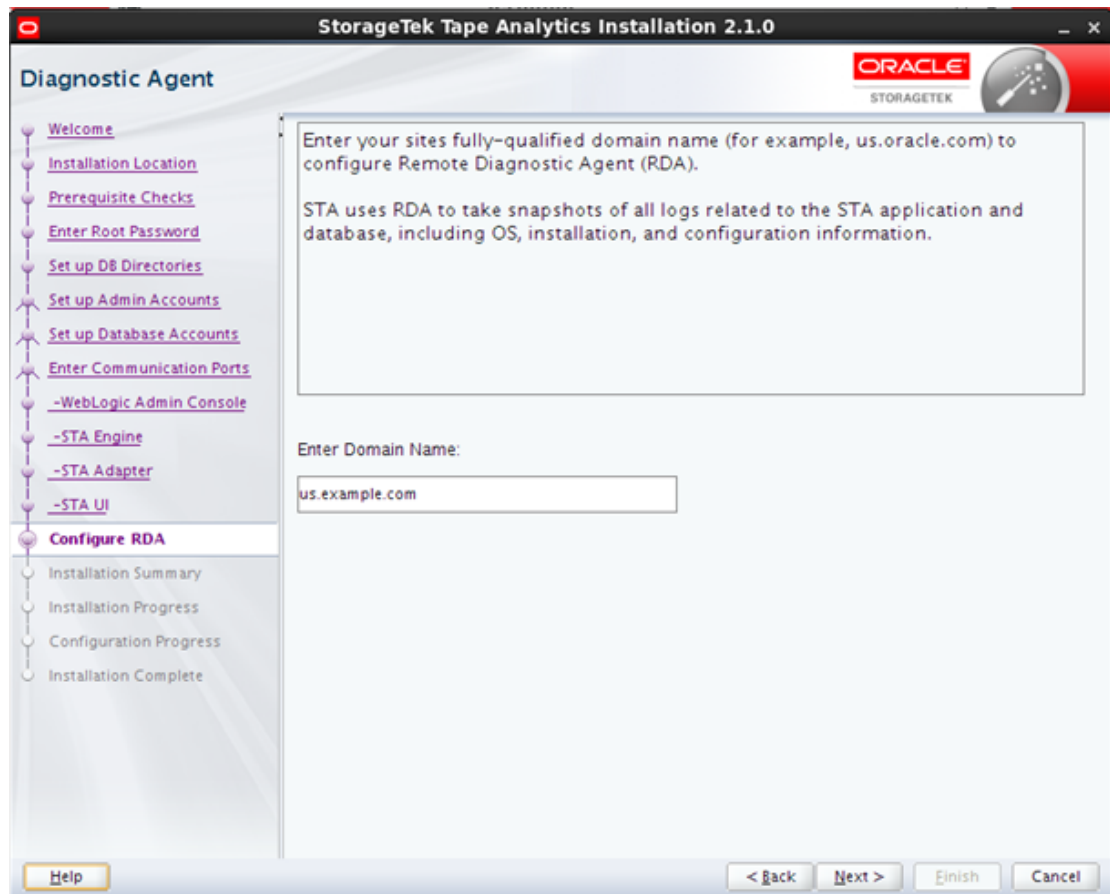 StorageTek Tape Analytics Installation 2.1.0
Diagnostic Agent
ORACLE
STORAGETEK
Welcome
Installation Location
Prerequisite Checks
Enter Root Password
Set up DB Directories
Set up Admin Accounts
Set up Database Accounts
Enter Communication Ports
-WebLogic Admin Console
-STA Engine
-STA Adapter
-STA UI
Configure RDA
Installation Summary
Installation Progress
Configuration Progress
Installation Complete
Enter your sites fully-qualified domain name (for example, us.oracle.com) to
configure Remote Diagnostic Agent (RDA).
STA uses RDA to take snapshots of all logs related to the STA application and
database, including OS, installation, and configuration information.
Enter Domain Name:
us.example.com
Help
< Back
Next >
Finish
Cancel